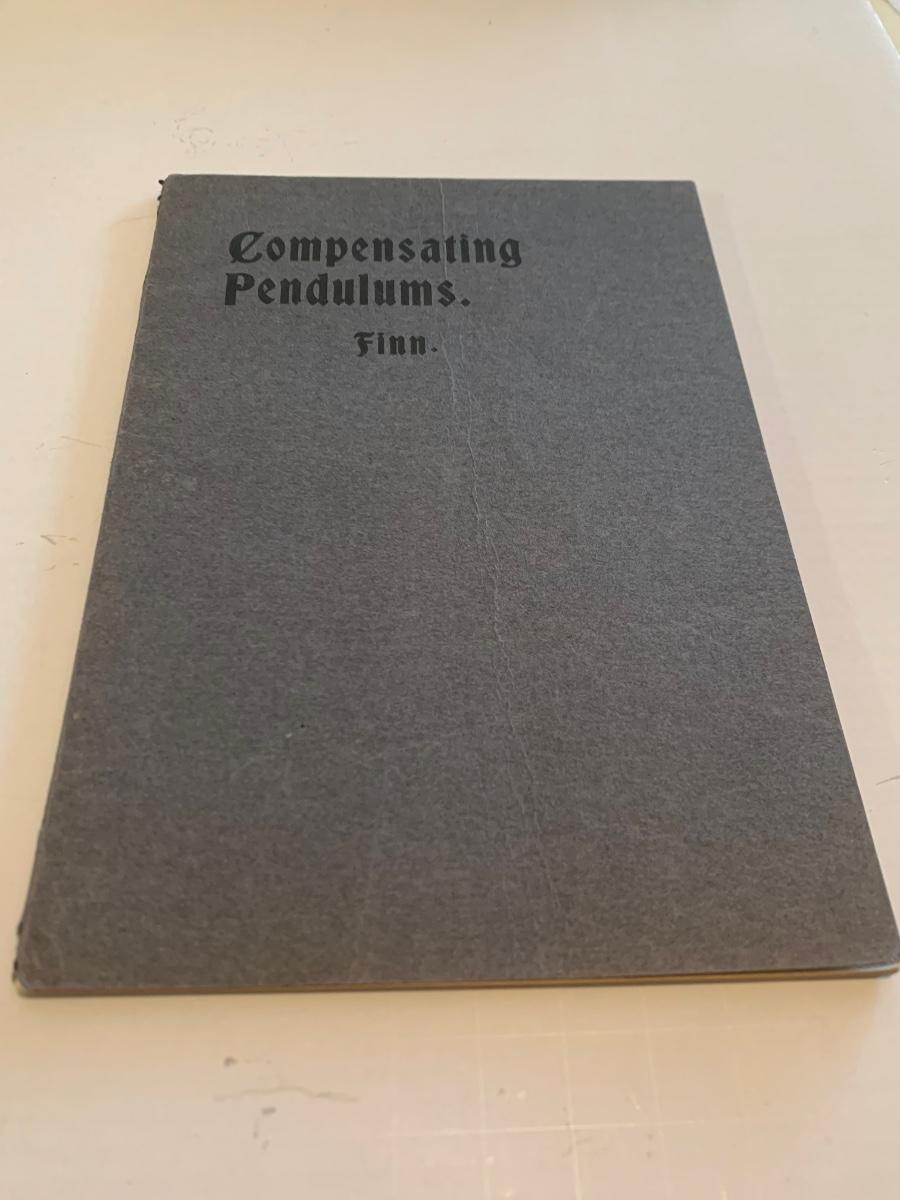 Compensating
Pendulums.
Finn.